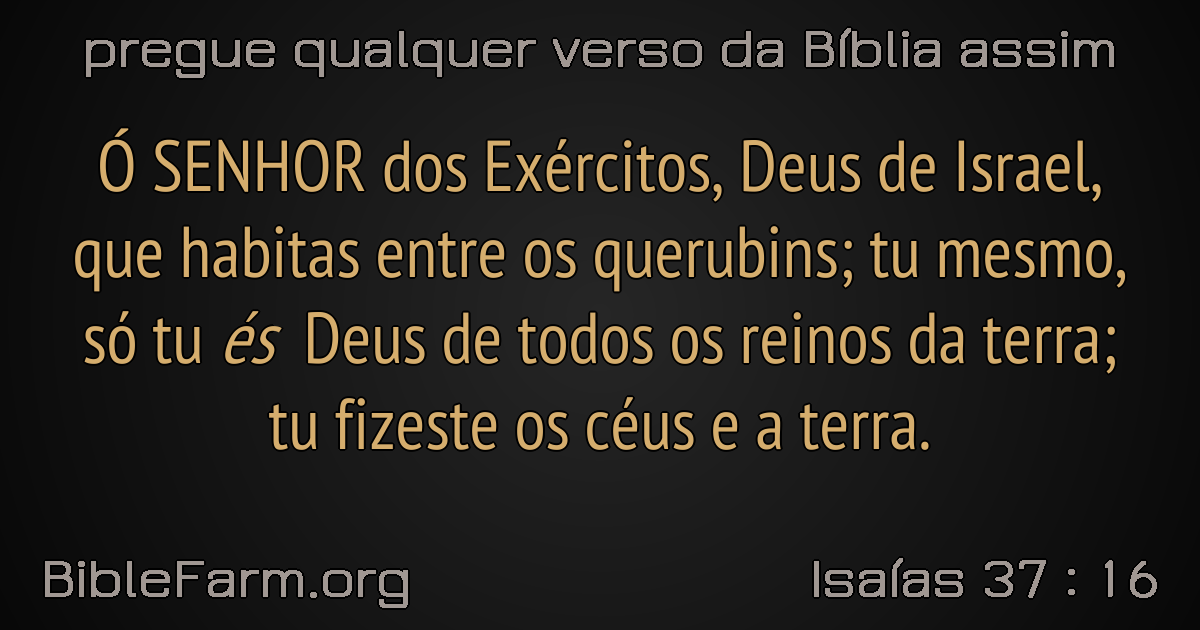 pregue qualquer verso da Bíblia assim
Ó SENHOR dos Exércitos, Deus de Israel,
que habitas entre os querubins; tu mesmo,
só tu és Deus de todos os reinos da terra;
tu fizeste os céus e a terra.
BibleFarm.org
Isaías 37 : 16